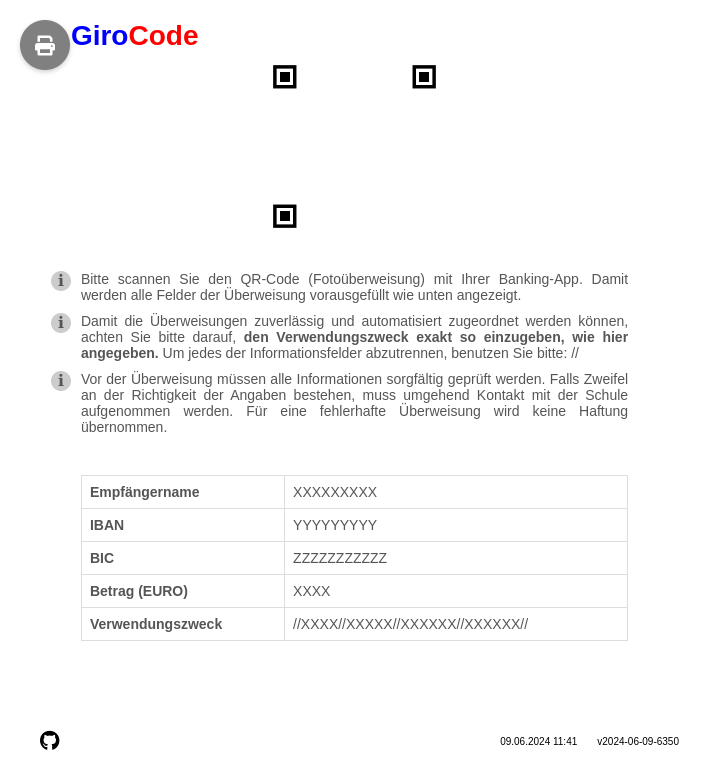 GiroCode
Bitte scannen Sie den QR-Code (Fotoüberweisung) mit Ihrer Banking-App. Damit
werden alle Felder der Überweisung vorausgefüllt wie unten angezeigt.
Damit die Überweisungen zuverlässig und automatisiert zugeordnet werden können,
achten Sie bitte darauf, den Verwendungszweck exakt so einzugeben, wie hier
angegeben. Um jedes der Informationsfelder abzutrennen, benutzen Sie bitte: //
Vor der Überweisung müssen alle Informationen sorgfältig geprüft werden. Falls Zweifel
an der Richtigkeit der Angaben bestehen, muss umgehend Kontakt mit der Schule
aufgenommen werden. Für eine fehlerhafte Überweisung wird keine Haftung
übernommen.
Empfängername XXXXXXXXX
IBAN YYYYYYYYY
BIC ZZZZZZZZZZZ
Betrag (EURO) XXXX
Verwendungszweck //XXXX//XXXXX//XXXXXX//XXXXXX//
09.06.2024 11:41 v2024-06-09-6350